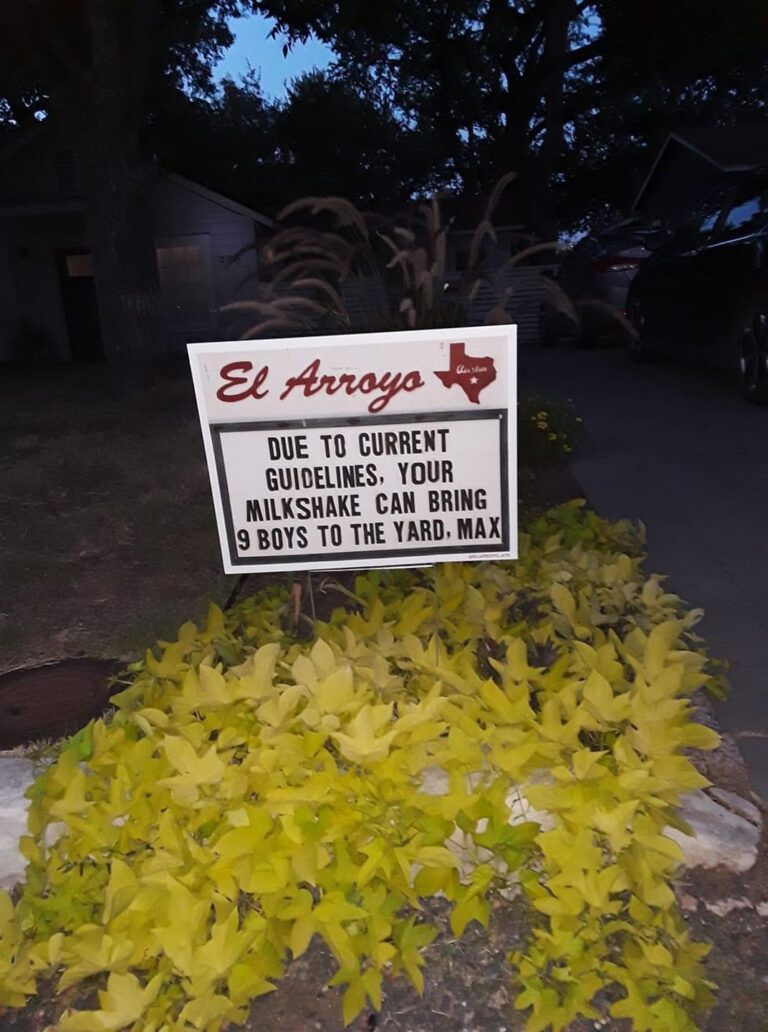 El Arroyo
Austin
DUE TO CURRENT
GUIDELINES, YOUR
MILKSHAKE CAN BRING
9 BOYS TO THE YARD, MAX